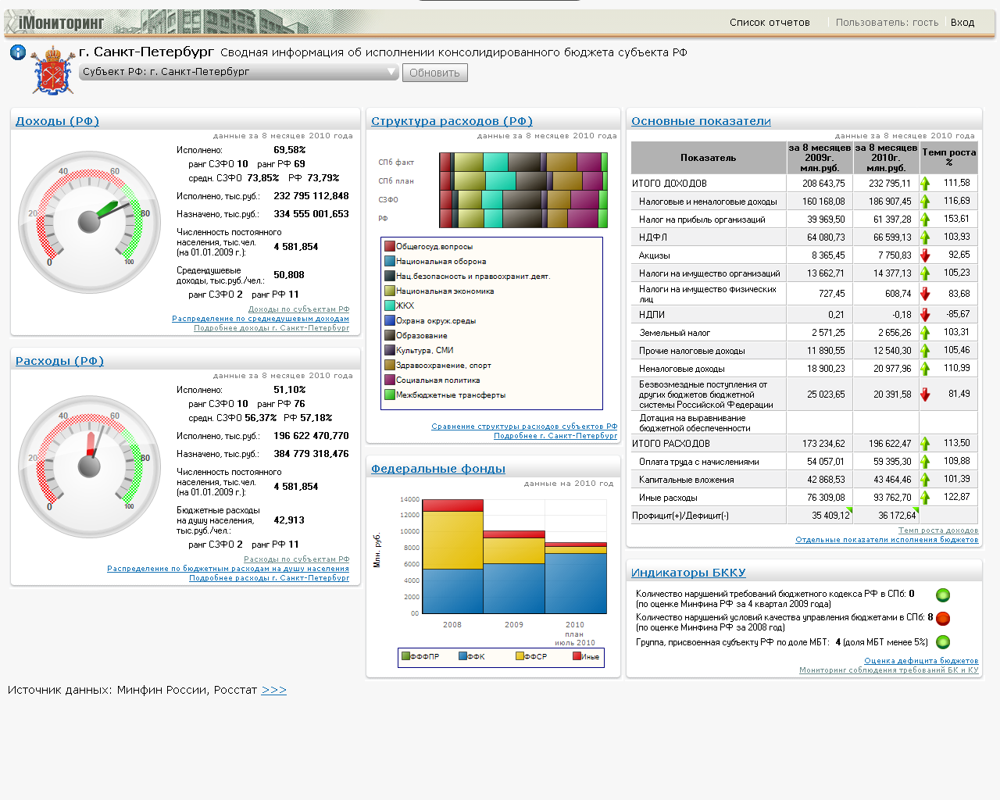 iМониторинг
Список отчетов Пользователь: гость Вход
г. Санкт-Петербург Сводная информация об исполнении консолидированного бюджета субъекта РФ
Субъект РФ: г. Санкт-Петербург Обновить
Доходы (РФ)
данные за 8 месяцев 2010 года
0 20 40 60 80 100
Исполнено: 69,58%
ранг СЗФО 10 ранг РФ 69
средн. СЗФО 73,85% РФ 73,79%
Исполнено, тыс.руб.: 232 795 112,848
Назначено, тыс.руб.: 334 555 001,653
Численность постоянного
населения, тыс.чел.
(на 01.01.2009 г.): 4 581,854
Среднедушевые
доходы, тыс.руб./чел.: 50,808
ранг СЗФО 2 ранг РФ 11
Доходы по субъектам РФ
Распределение по среднедушевым доходам
Подробнее доходы г. Санкт-Петербург
Расходы (РФ)
данные за 8 месяцев 2010 года
0 20 40 60 80 100
Исполнено: 51,10%
ранг СЗФО 10 ранг РФ 76
средн. СЗФО 56,37% РФ 57,18%
Исполнено, тыс.руб.: 196 622 470,770
Назначено, тыс.руб.: 384 779 318,476
Численность постоянного
населения, тыс.чел.
(на 01.01.2009 г.): 4 581,854
Бюджетные расходы
на душу населения,
тыс.руб./чел.: 42,913
ранг СЗФО 2 ранг РФ 11
Расходы по субъектам РФ
Распределение по бюджетным расходам на душу населения
Подробнее расходы г. Санкт-Петербург
Структура расходов (РФ)
данные за 8 месяцев 2010 года
СПб факт
СПб план
СЗФО
РФ
Общегосуд.вопросы
Национальная оборона
Нац.безопасность и правоохранит.деят.
Национальная экономика
ЖКХ
Охрана окруж.среды
Образование
Культура, СМИ
Здравоохранение, спорт
Социальная политика
Межбюджетные трансферты
Сравнение структуры расходов субъектов РФ
Подробнее г. Санкт-Петербург
Федеральные фонды
данные на 2010 год
Млн. руб.
14000
12000
10000
8000
6000
4000
2000
00
2008 2009 2010
план
июль 2010
ФФФПР ФФК ФФСР Иные
Основные показатели
данные за 8 месяцев 2010 года
Показатель за 8 месяцев 2009г. млн.руб. за 8 месяцев 2010г. млн.руб. Темп роста %
ИТОГО ДОХОДОВ 208 643,75 232 795,11 111,58
Налоговые и неналоговые доходы 160 168,08 186 907,45 116,69
Налог на прибыль организаций 39 969,50 61 397,28 153,61
НДФЛ 64 080,73 66 599,13 103,93
Акцизы 8 365,45 7 750,83 92,65
Налоги на имущество организаций 13 662,71 14 377,13 105,23
Налоги на имущество физических
лиц 727,45 608,74 83,68
НДПИ 0,21 -0,18 -85,67
Земельный налог 2 571,25 2 656,26 103,31
Прочие налоговые доходы 11 890,55 12 540,30 105,46
Неналоговые доходы 18 900,23 20 977,96 110,99
Безвозмездные поступления от
других бюджетов бюджетной
системы Российской Федерации 25 023,65 20 391,58 81,49
Дотация на выравнивание
бюджетной обеспеченности
ИТОГО РАСХОДОВ 173 234,62 196 622,47 113,50
Оплата труда с начислениями 54 057,01 59 395,30 109,88
Капитальные вложения 42 868,53 43 464,46 101,39
Иные расходы 76 309,08 93 762,70 122,87
Профицит(+)/Дефицит(-) 35 409,12 36 172,64
Темп роста доходов
Отдельные показатели исполнения бюджетов
Индикаторы БККУ
Количество нарушений требований бюджетного кодекса РФ в СПб: 0
(по оценке Минфина РФ за 4 квартал 2009 года)
Количество нарушений условий качества управления бюджетами в СПб: 8
(по оценке Минфина РФ за 2008 год)
Группа, присвоенная субъекту РФ по доле МБТ: 4 (доля МБТ менее 5%)
Оценка дефицита бюджетов
Мониторинг соблюдения требований БК и КУ
Источник данных: Минфин России, Росстат >>>